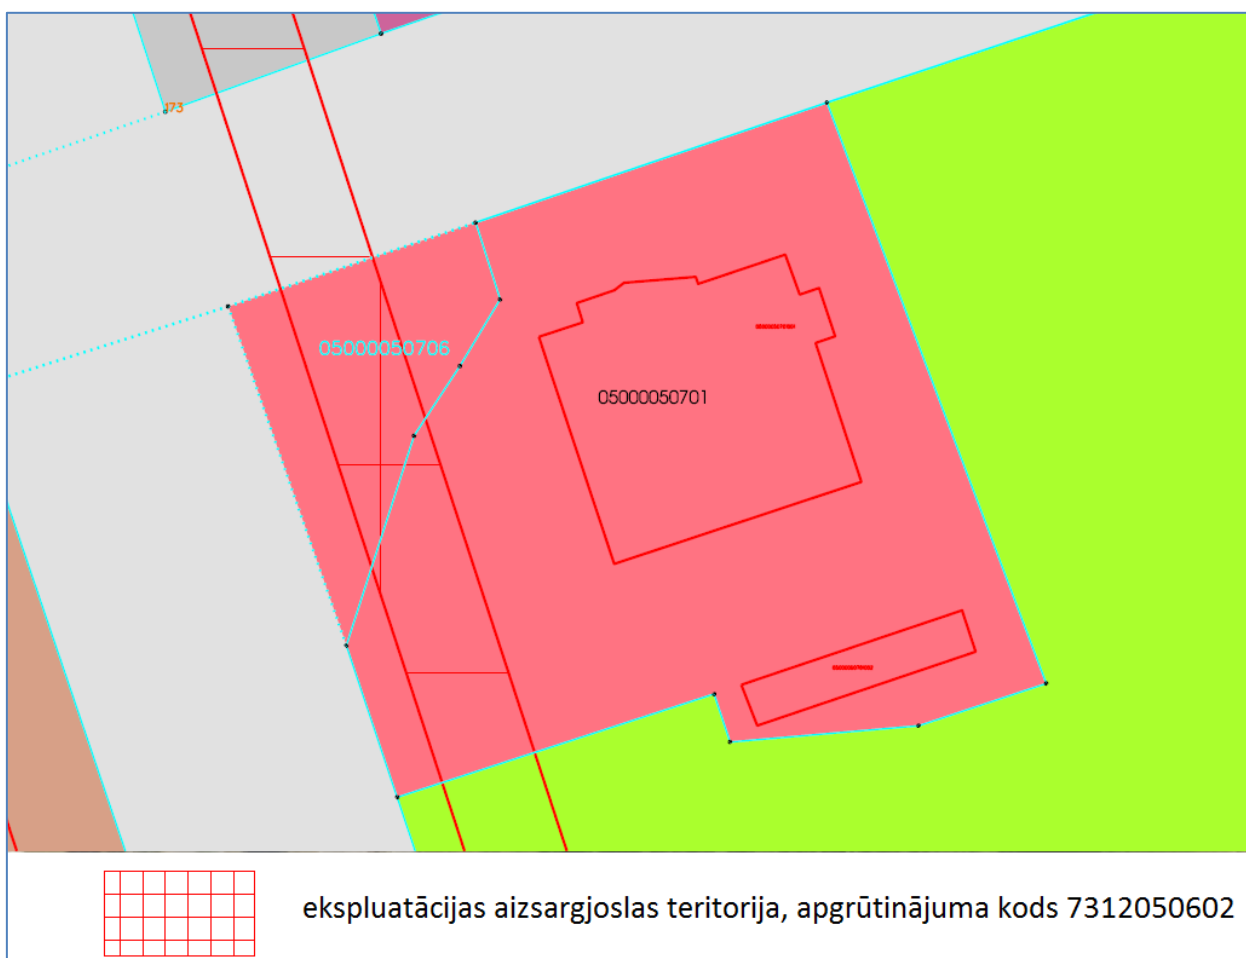 173
05000050706
05000050701
ekspluatācijas aizsargjoslas teritorija, apgrūtinājuma kods 7312050602